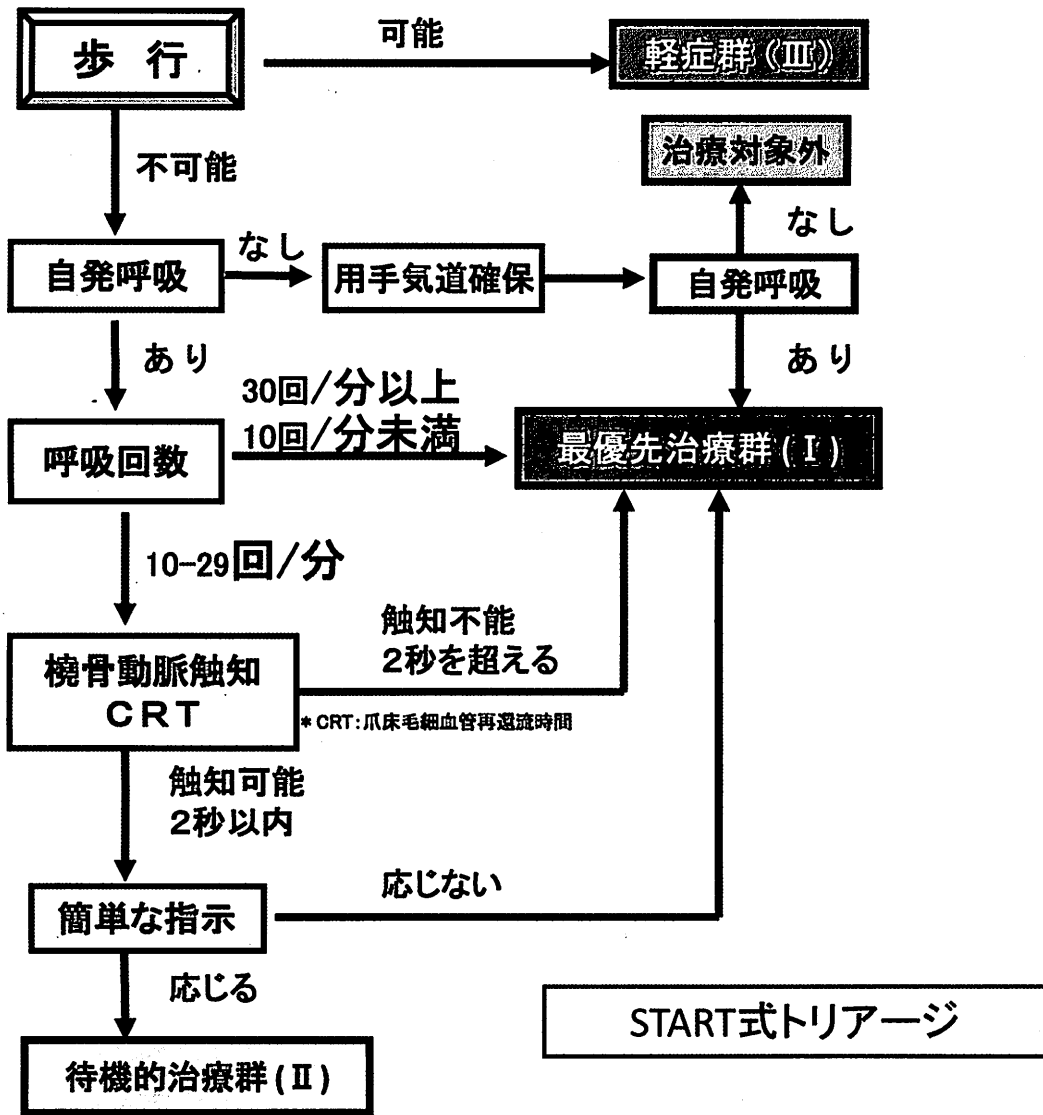 歩 行
可能
軽症群(Ⅲ)
治療対象外
不可能
なし
自発呼吸
なし
用手気道確保
自発呼吸
あり
あり
30回/分以上
10回/分未満
呼吸回数
最優先治療群(Ⅰ)
10-29回/分
触知不能
2秒を超える
橈骨動脈触知
CRT
*CRT:爪床毛細血管再還流時間
触知可能
2秒以内
応じない
簡単な指示
応じる
START式トリアージ
待機的治療群(Ⅱ)